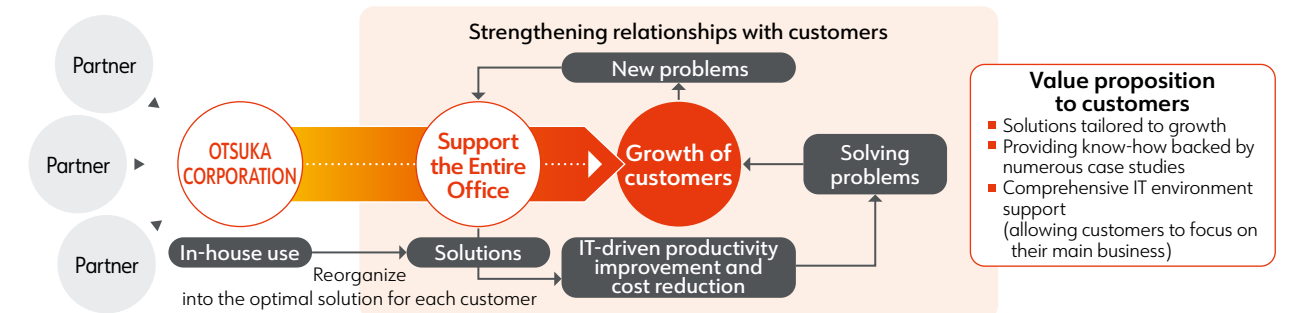 Strengthening relationships with customers
Partner
Partner
Partner
OTSUKA
CORPORATION
Support
the Entire
Office
New problems
Growth of
customers
Solving
problems
In-house use
Reorganize
into the optimal solution for each customer
Solutions
IT-driven productivity
improvement and
cost reduction
Value proposition
to customers
■ Solutions tailored to growth
■ Providing know-how backed by
numerous case studies
■ Comprehensive IT environment
support
(allowing customers to focus on
their main business)